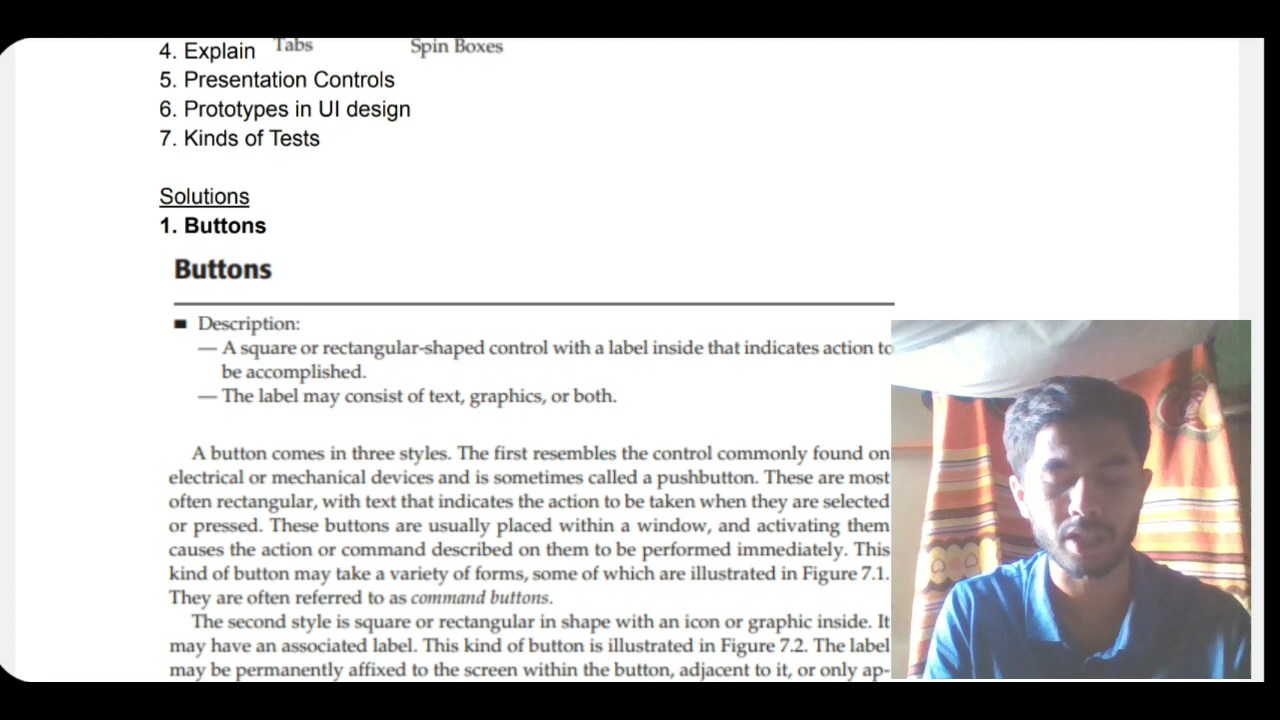 4. Explain Tabs Spin Boxes
5. Presentation Controls
6. Prototypes in UI design
7. Kinds of Tests
Solutions
1. Buttons
Buttons
■ Description:
— A square or rectangular-shaped control with a label inside that indicates action to
be accomplished.
— The label may consist of text, graphics, or both.
A button comes in three styles. The first resembles the control commonly found on
electrical or mechanical devices and is sometimes called a pushbutton. These are most
often rectangular, with text that indicates the action to be taken when they are selected
or pressed. These buttons are usually placed within a window, and activating them
causes the action or command described on them to be performed immediately. This
kind of button may take a variety of forms, some of which are illustrated in Figure 7.1.
They are often referred to as command buttons.
The second style is square or rectangular in shape with an icon or graphic inside. It
may have an associated label. This kind of button is illustrated in Figure 7.2. The label
may be permanently affixed to the screen within the button, adjacent to it, or only ap-